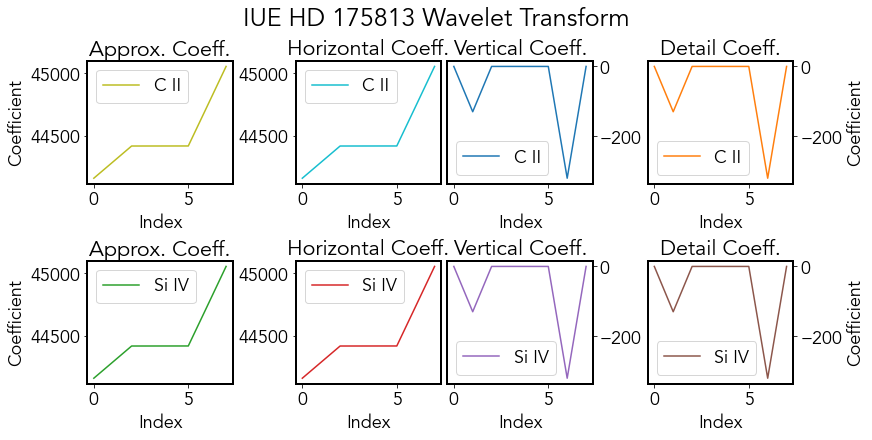 IUE HD 175813 Wavelet Transform
Approx. Coeff. Horizontal Coeff. Vertical Coeff. Detail Coeff.
45000 C II C II 0 0
Coefficient Coefficient
44500 −200 −200
C II C II
0 5 0 5 0 5 0 5
Index Index Index Index
Approx. Coeff. Horizontal Coeff. Vertical Coeff. Detail Coeff.
45000 Si IV 45000 Si IV 0 0
Coefficient Coefficient
44500 44500 −200 −200
Si IV Si IV
0 5 0 5 0 5 0 5
Index Index Index Index